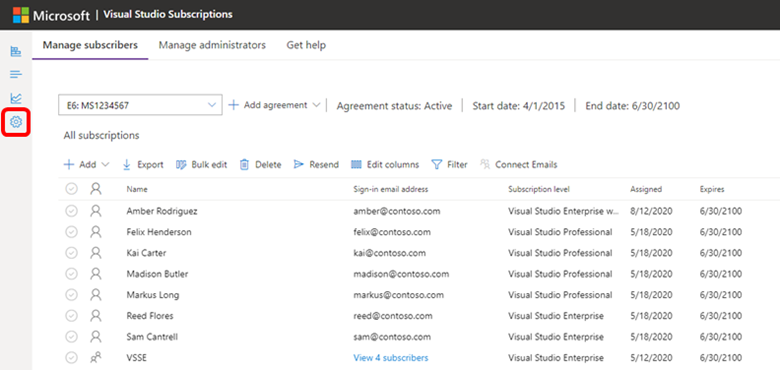 Microsoft | Visual Studio Subscriptions
Manage subscribers Manage administrators Get help
E6: MS1234567 Add agreement Agreement status: Active Start date: 4/1/2015 End date: 6/30/2100
All subscriptions
Add Export Bulk edit Delete Resend Edit columns Filter Connect Emails
Name Sign-in email address Subscription level Assigned Expires
Amber Rodriguez amber@contoso.com Visual Studio Enterprise w... 8/12/2020 6/30/2100
Felix Henderson felix@contoso.com Visual Studio Professional 5/18/2020 6/30/2100
Kai Carter kai@contoso.com Visual Studio Professional 5/18/2020 6/30/2100
Madison Butler madison@contoso.com Visual Studio Professional 5/18/2020 6/30/2100
Markus Long markus@contoso.com Visual Studio Professional 5/18/2020 6/30/2100
Reed Flores reed@contoso.com Visual Studio Enterprise 5/18/2020 6/30/2100
Sam Cantrell sam@contoso.com Visual Studio Enterprise 5/18/2020 6/30/2100
VSSE View 4 subscribers Visual Studio Enterprise 5/12/2020 6/30/2100